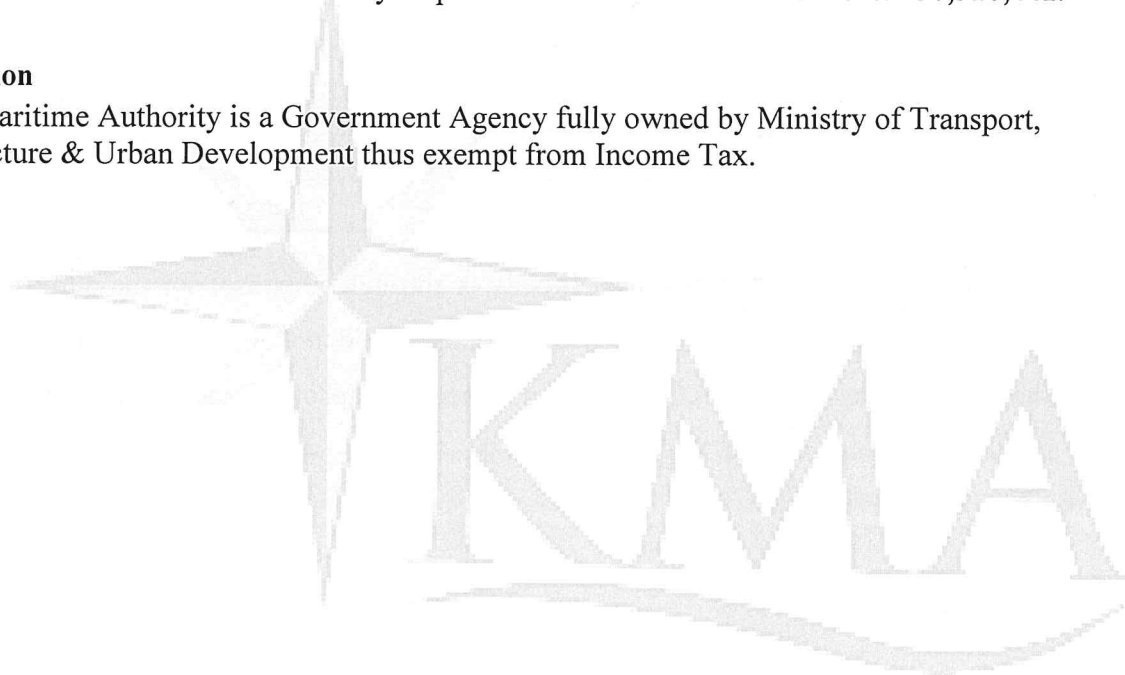 on
aritime Authority is a Government Agency fully owned by Ministry of Transport,
cture & Urban Development thus exempt from Income Tax.
KMA